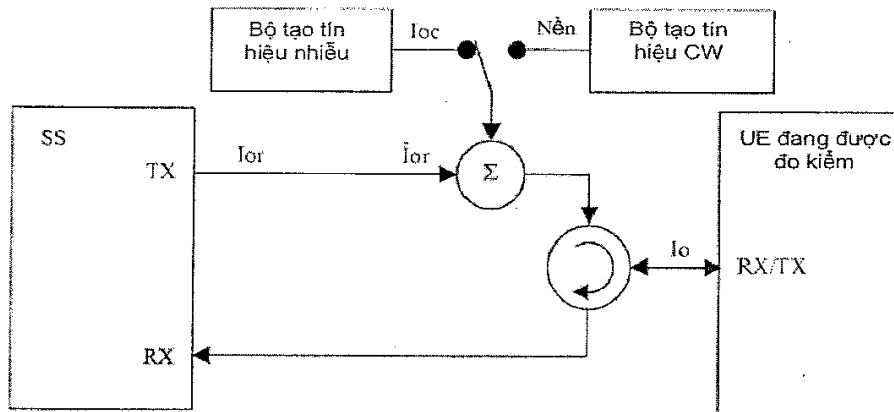 Bộ tạo tín
hiệu nhiễu
Ioc
Nền
Bộ tạo tín
hiệu CW
SS
UE đang được
đo kiểm
TX
Ior
Îor
Σ
Io
RX/TX
RX